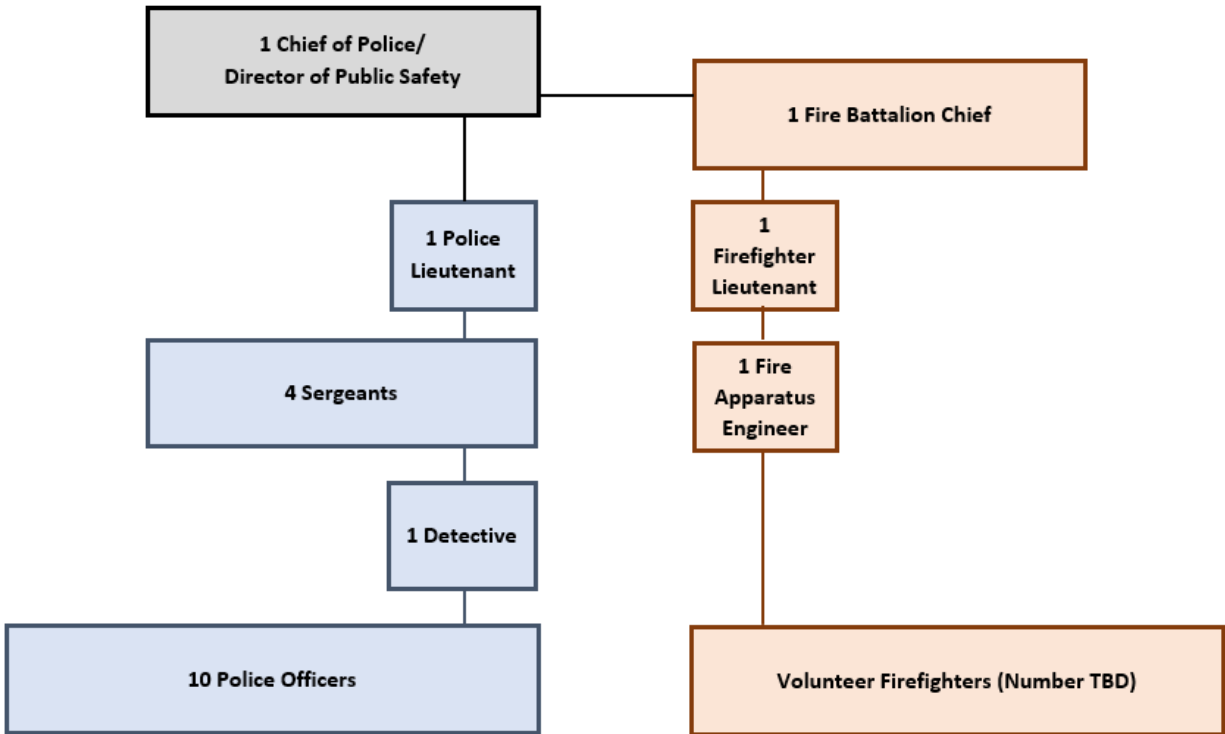 1 Chief of Police/
Director of Public Safety
1 Fire Battalion Chief
1 Police
Lieutenant
1
Firefighter
Lieutenant
4 Sergeants
1 Fire
Apparatus
Engineer
1 Detective
10 Police Officers
Volunteer Firefighters (Number TBD)